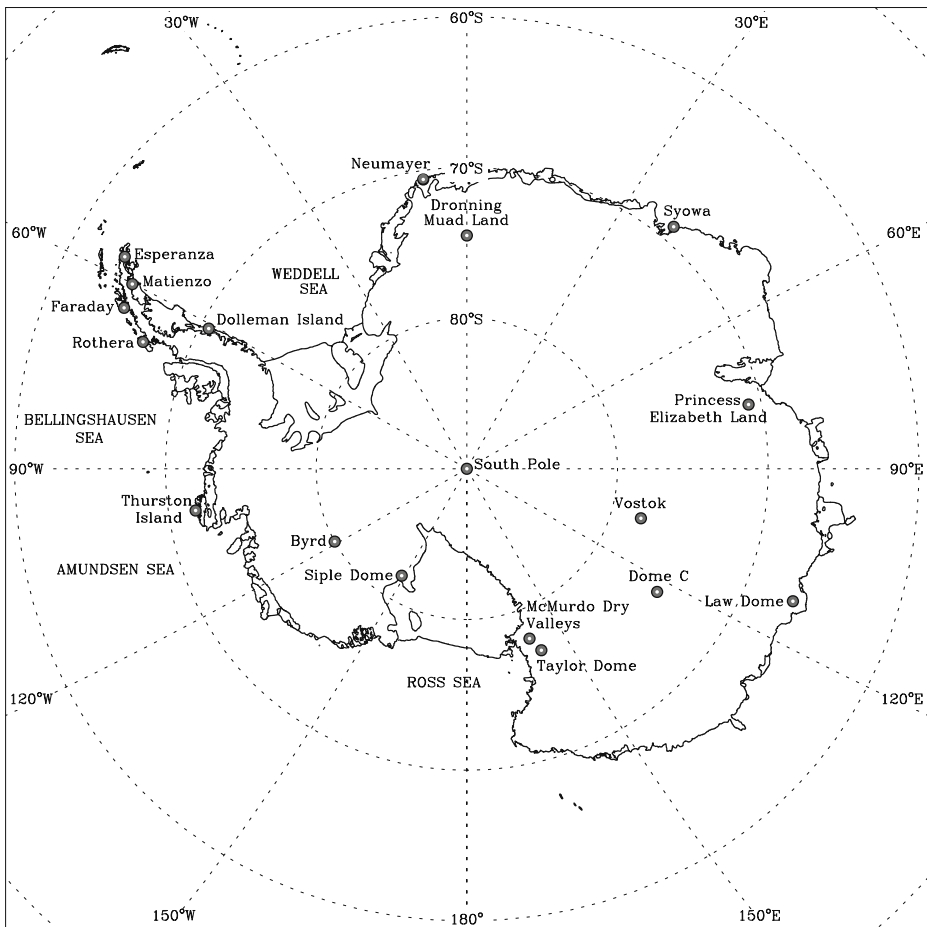 30°W
60°S
30°E
Neumayer
70°S
Dronning
Muad Land
Syowa
60°W
60°E
Esperanza
WEDDELL
SEA
Matienzo
Faraday
Dolleman Island
80°S
Rothera
Princess
Elizabeth Land
BELLINGSHAUSEN
SEA
90°W
South Pole
90°E
Thurston
Island
Vostok
Byrd
AMUNDSEN SEA
Siple Dome
Dome C
Law Dome
McMurdo Dry
Valleys
Taylor Dome
ROSS SEA
120°W
120°E
150°W
180°
150°E